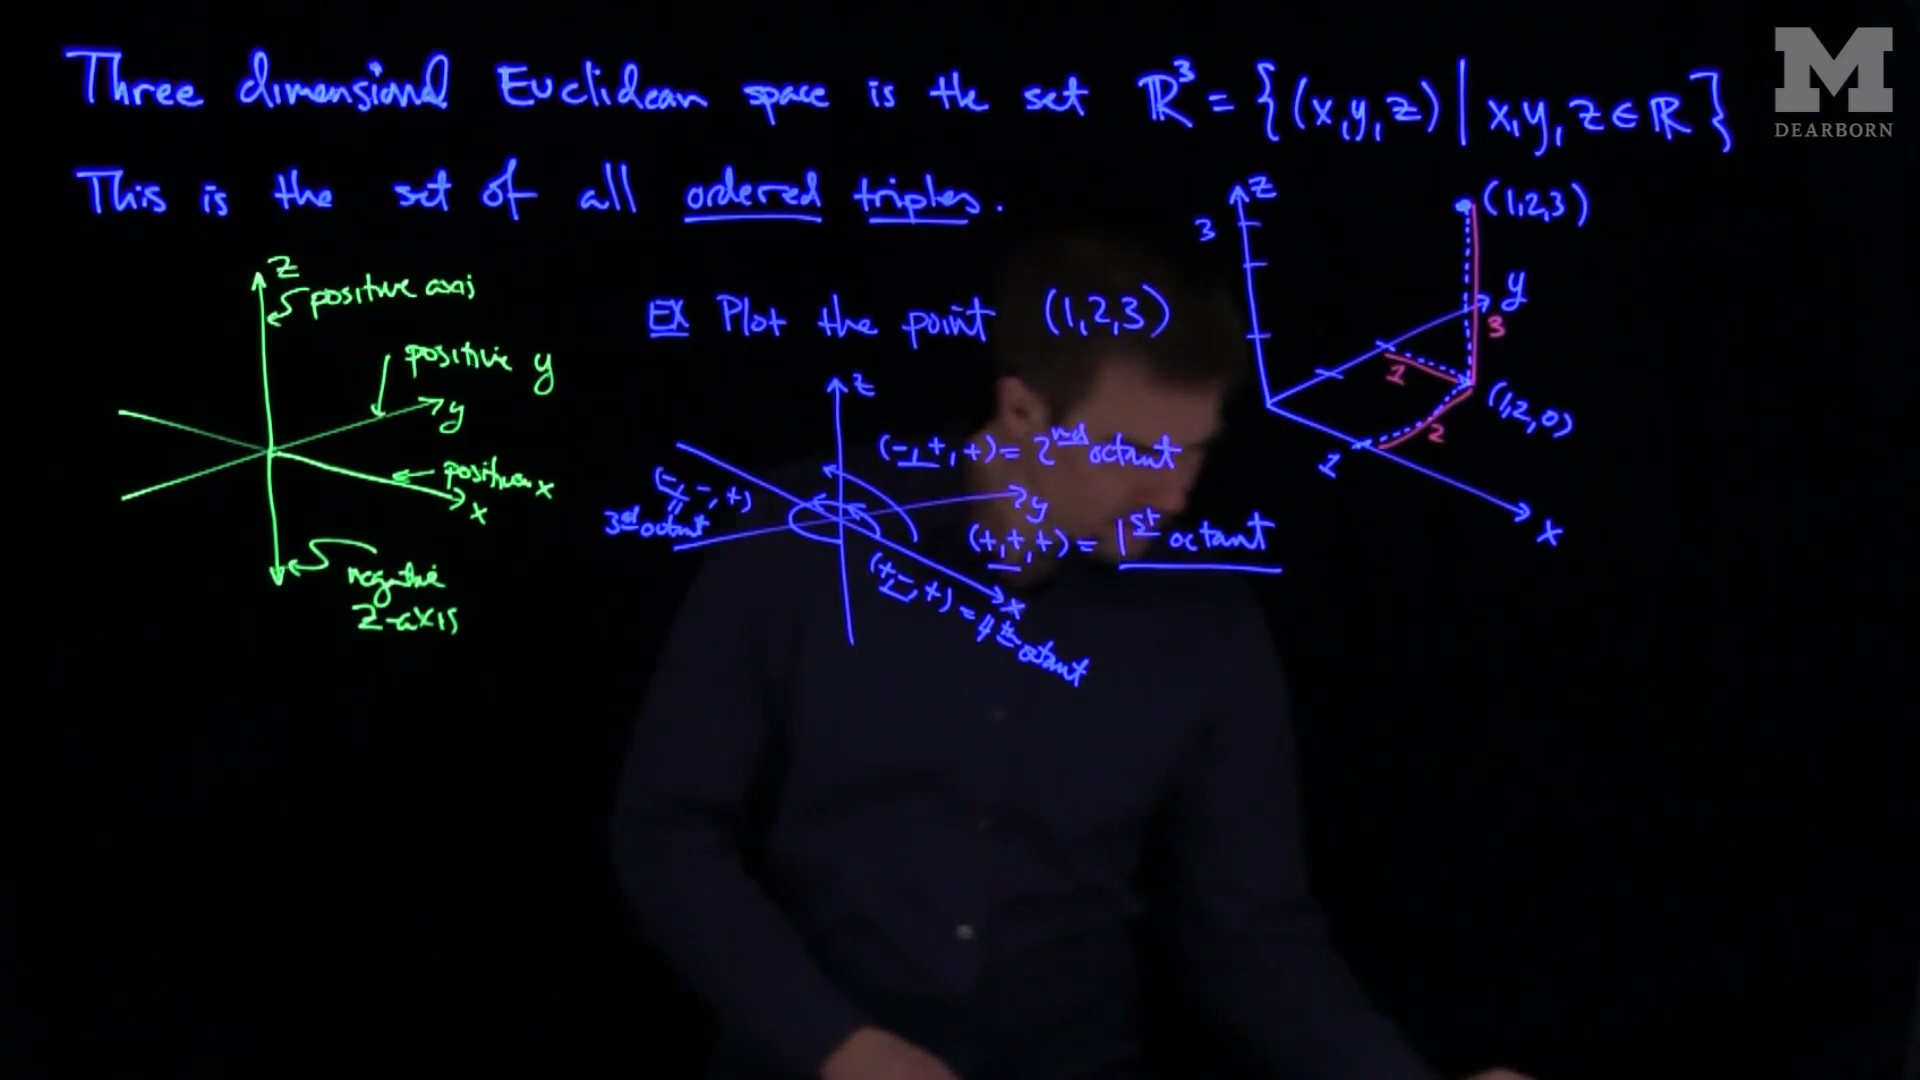 Three dimensional Euclidean space is the set ℝ³ = {(x,y,z) | x,y,z ∈ ℝ}
This is the set of all ordered triples.
M
DEARBORN
z
positive axis
positive y
y
positive x
x
negative
z-axis
EX Plot the point (1,2,3)
z
(-,+,+) = 2nd octant
(-,-,+)
3rd octant
y
(+,+,+) = 1st octant
(+,-,+) = 4th octant
x
z
3
(1,2,3)
y
3
1
(1,2,0)
2
1
x